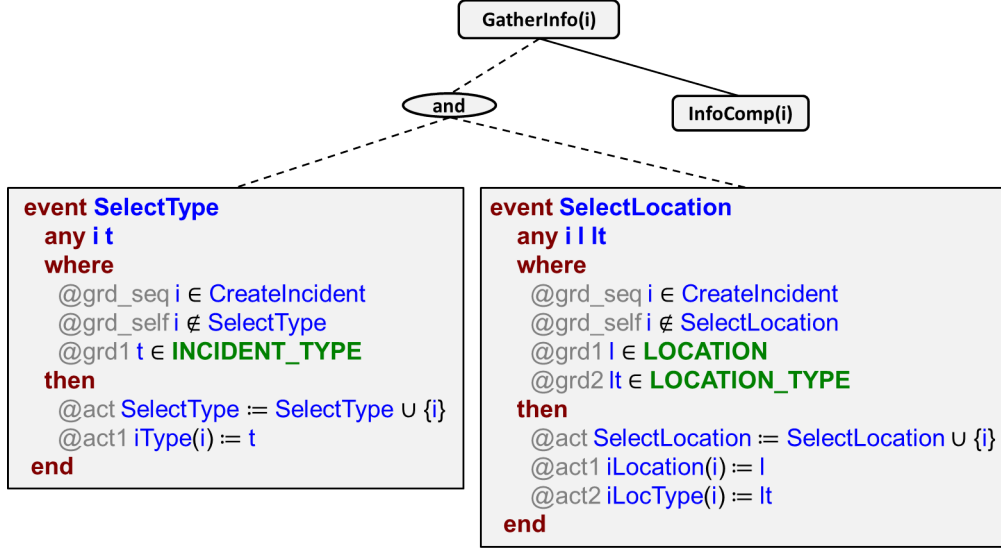 GatherInfo(i)
and
InfoComp(i)
event SelectType
any i t
where
@grd_seq i ∈ CreateIncident
@grd_self i ∉ SelectType
@grd1 t ∈ INCIDENT_TYPE
then
@act SelectType ≔ SelectType ∪ {i}
@act1 iType(i) ≔ t
end
event SelectLocation
any i l lt
where
@grd_seq i ∈ CreateIncident
@grd_self i ∉ SelectLocation
@grd1 l ∈ LOCATION
@grd2 lt ∈ LOCATION_TYPE
then
@act SelectLocation ≔ SelectLocation ∪ {i}
@act1 iLocation(i) ≔ l
@act2 iLocType(i) ≔ lt
end